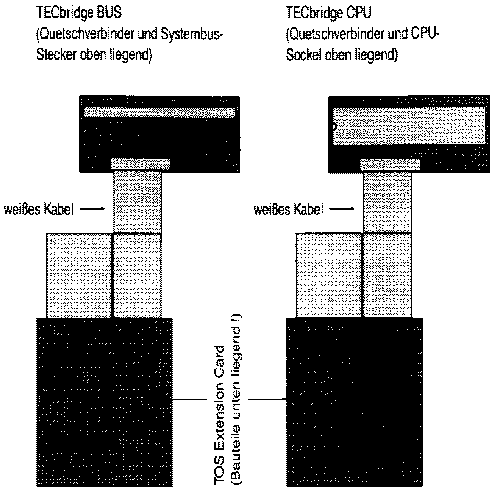 TECbridge BUS
(Quetschverbinder und Systembus-
Stecker oben liegend)
TECbridge CPU
(Quetschverbinder und CPU-
Sockel oben liegend)
weißes Kabel
weißes Kabel
TOS Extension Card
(Bauteile unten liegend !)